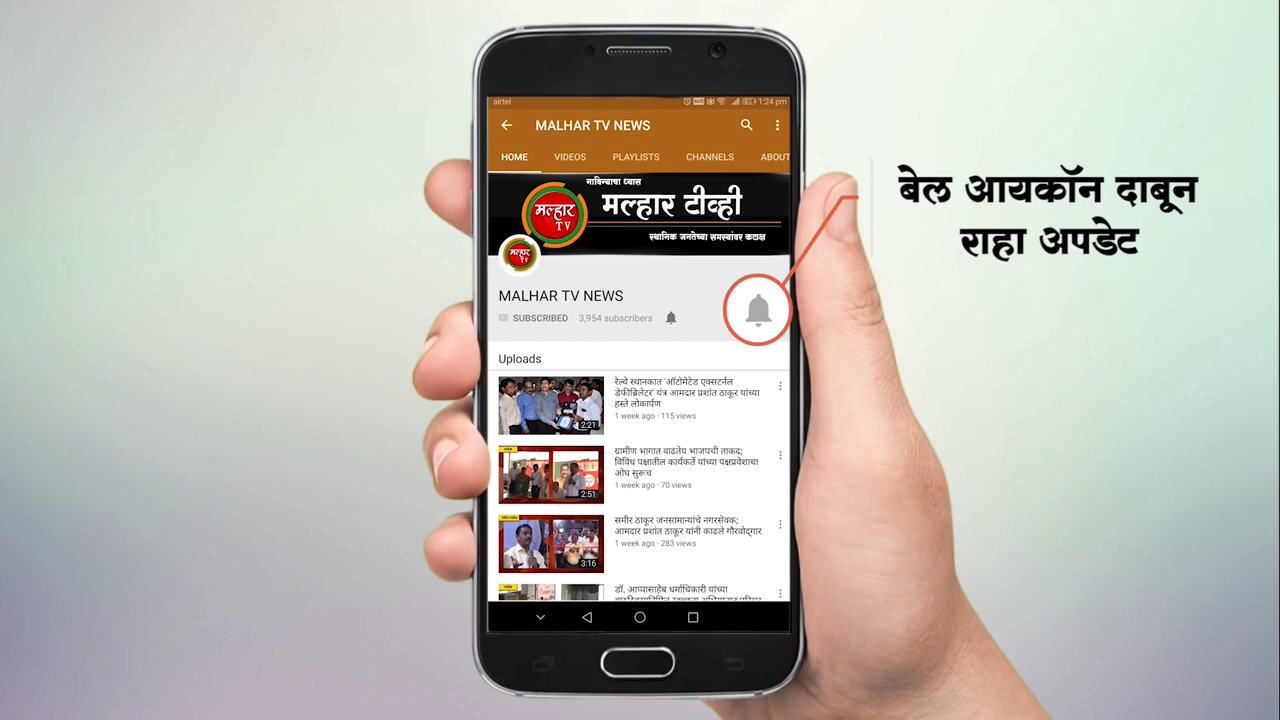 airtel 1:24 pm
MALHAR TV NEWS
HOME VIDEOS PLAYLISTS CHANNELS ABOUT
नाविन्याचा ध्यास
मल्हार टीव्ही
स्थानिक जनतेच्या समस्यांवर कटाक्ष
मल्हार
TV
मल्हार
TV
MALHAR TV NEWS
SUBSCRIBED 3,954 subscribers
Uploads
रेल्वे स्थानकात 'ऑटोमेटेड एक्सटर्नल
डेफीब्रिलेटर' यंत्र आमदार प्रशांत ठाकूर यांच्या
हस्ते लोकार्पण
1 week ago · 115 views
2:21
ग्रामीण भागात वाढतेय भाजपची ताकद;
विविध पक्षातील कार्यकर्ते यांच्या पक्षप्रवेशाचा
ओघ सुरूच
1 week ago · 70 views
2:51
समीर ठाकूर जनसामान्यांचे नगरसेवक;
आमदार प्रशांत ठाकूर यांनी काढले गौरवोद्गार
1 week ago · 283 views
3:16
डॉ. आप्पासाहेब धर्माधिकारी यांच्या
बेल आयकॉन दाबून
राहा अपडेट